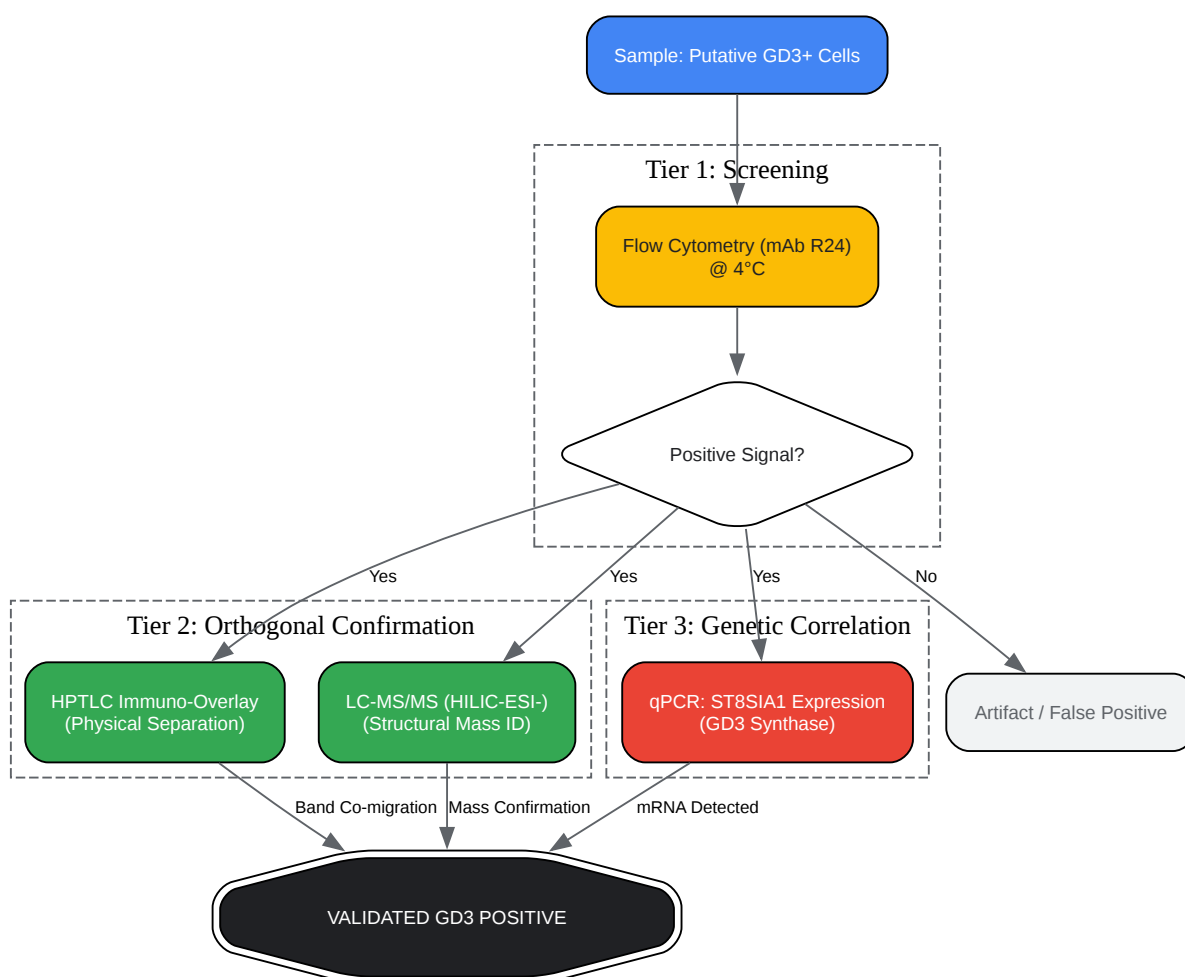 Sample: Putative GD3+ Cells
Tier 1: Screening
Flow Cytometry (mAb R24)
@ 4°C
Positive Signal?
Yes
Yes
Yes
No
Tier 2: Orthogonal Confirmation
Tier 3: Genetic Correlation
HPTLC Immuno-Overlay
(Physical Separation)
LC-MS/MS (HILIC-ESI-)
(Structural Mass ID)
qPCR: ST8SIA1 Expression
(GD3 Synthase)
Artifact / False Positive
Band Co-migration
Mass Confirmation
mRNA Detected
VALIDATED GD3 POSITIVE